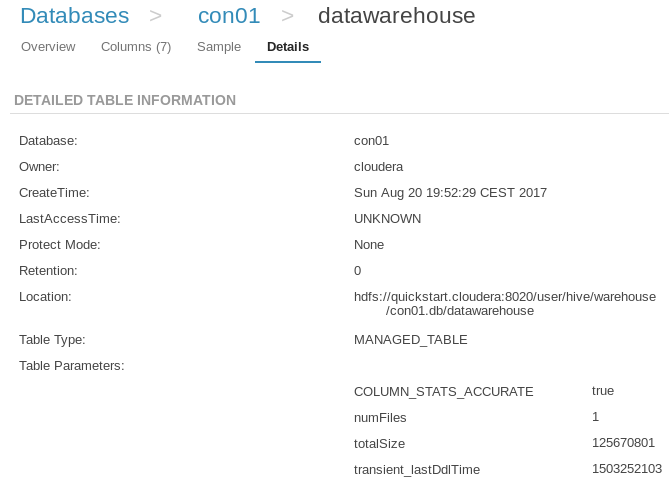 Databases > con01 > datawarehouse
Overview Columns (7) Sample Details
DETAILED TABLE INFORMATION
Database: con01
Owner: cloudera
CreateTime: Sun Aug 20 19:52:29 CEST 2017
LastAccessTime: UNKNOWN
Protect Mode: None
Retention: 0
Location: hdfs://quickstart.cloudera:8020/user/hive/warehouse
/con01.db/datawarehouse
Table Type: MANAGED_TABLE
Table Parameters:
COLUMN_STATS_ACCURATE true
numFiles 1
totalSize 125670801
transient_lastDdlTime 1503252103